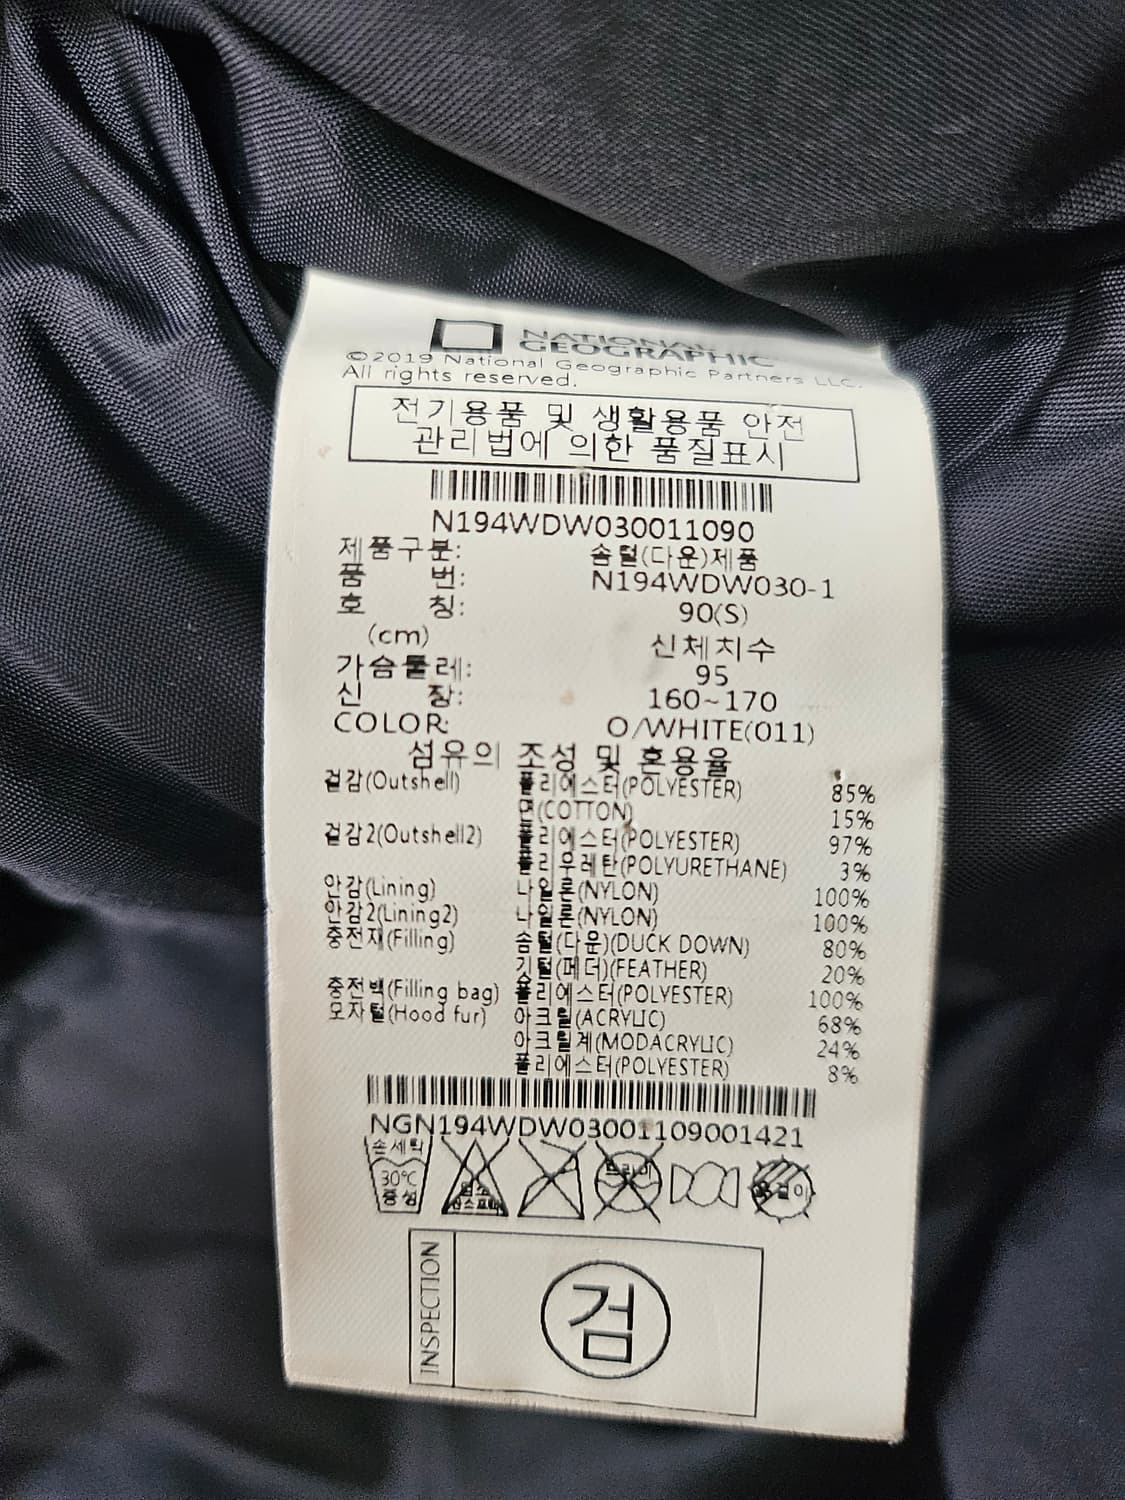 NATIONAL
GEOGRAPHIC
©2019 National Geographic Partners LLC.
All rights reserved.
전기용품 및 생활용품 안전
관리법에 의한 품질표시
N194WDW030011090
제품구분: 솜털(다운)제품
품 번: N194WDW030-1
호 칭: 90(S)
(cm) 신체치수
가슴둘레: 95
신 장: 160~170
COLOR: O/WHITE(011)
섬유의 조성 및 혼용율
겉감(Outshell) 폴리에스터(POLYESTER) 85%
면(COTTON) 15%
겉감2(Outshell2) 폴리에스터(POLYESTER) 97%
폴리우레탄(POLYURETHANE) 3%
안감(Lining) 나일론(NYLON) 100%
안감2(Lining2) 나일론(NYLON) 100%
충전재(Filling) 솜털(다운)(DUCK DOWN) 80%
깃털(페더)(FEATHER) 20%
충전백(Filling bag) 폴리에스터(POLYESTER) 100%
모자털(Hood fur) 아크릴(ACRYLIC) 68%
아크릴계(MODACRYLIC) 24%
폴리에스터(POLYESTER) 8%
NGN194WDW03001109001421
손세탁
30℃
중성
드라이
옷걸이
INSPECTION
검